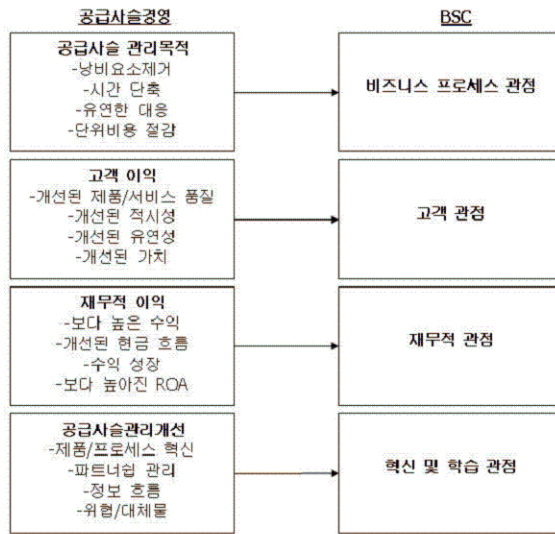 공급사슬경영
BSC
공급사슬 관리목적
-낭비요소제거
-시간 단축
-유연한 대응
-단위비용 절감
비즈니스 프로세스 관점
고객 이익
-개선된 제품/서비스 품질
-개선된 적시성
-개선된 유연성
-개선된 가치
고객 관점
재무적 이익
-보다 높은 수익
-개선된 현금 흐름
-수익 성장
-보다 높아진 ROA
재무적 관점
공급사슬관리개선
-제품/프로세스 혁신
-파트너쉽 관리
-정보 흐름
-위협/대체물
혁신 및 학습 관점